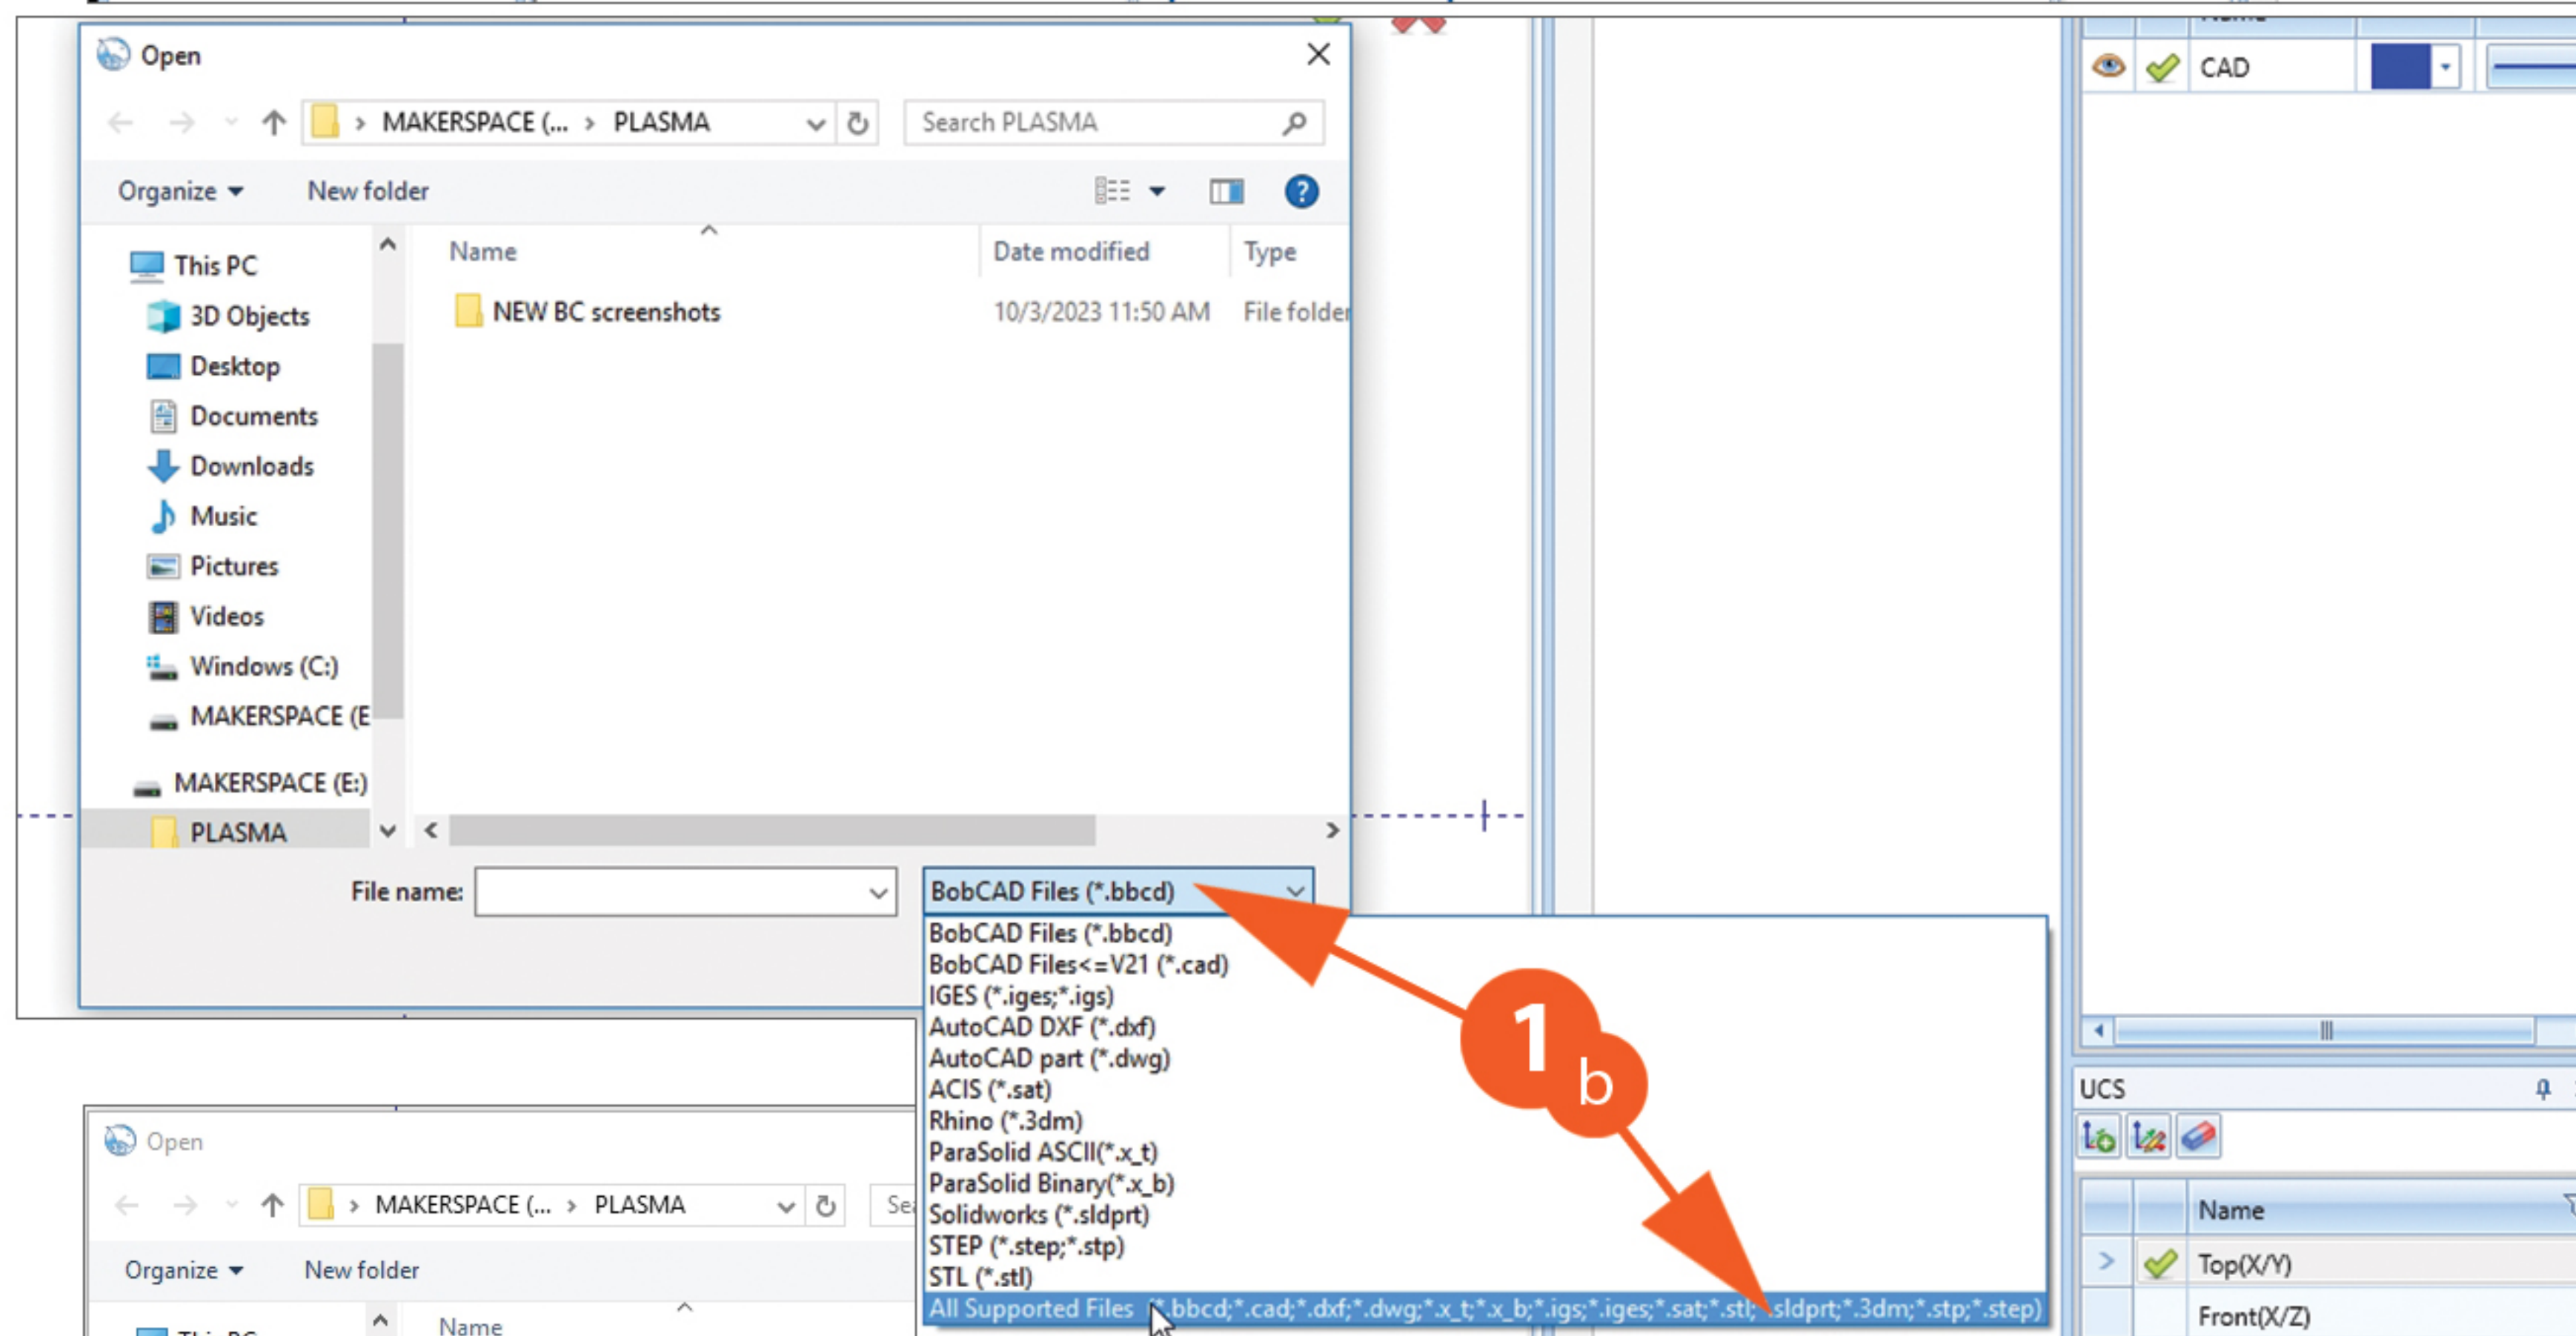 Open
MAKERSPACE (... > PLASMA
Search PLASMA
Organize
New folder
?
Name
Date modified
Type
NEW BC screenshots
10/3/2023 11:50 AM
File folder
This PC
3D Objects
Desktop
Documents
Downloads
Music
Pictures
Videos
Windows (C:)
MAKERSPACE (E
MAKERSPACE (E:)
PLASMA
File name:
BobCAD Files (*.bbcd)
BobCAD Files (*.bbcd)
BobCAD Files<=V21 (*.cad)
IGES (*.iges;*.igs)
AutoCAD DXF (*.dxf)
AutoCAD part (*.dwg)
ACIS (*.sat)
Rhino (*.3dm)
ParaSolid ASCII(*.x_t)
ParaSolid Binary(*.x_b)
Solidworks (*.sldprt)
STEP (*.step;*.stp)
STL (*.stl)
All Supported Files (*.bbcd;*.cad;*.dxf;*.dwg;*.x_t;*.x_b;*.igs;*.iges;*.sat;*.stl;*.sldprt;*.3dm;*.stp;*.step)
1
b
CAD
UCS
Name
Top(X/Y)
Front(X/Z)
Open
MAKERSPACE (... > PLASMA
Sea
Organize
New folder
Name